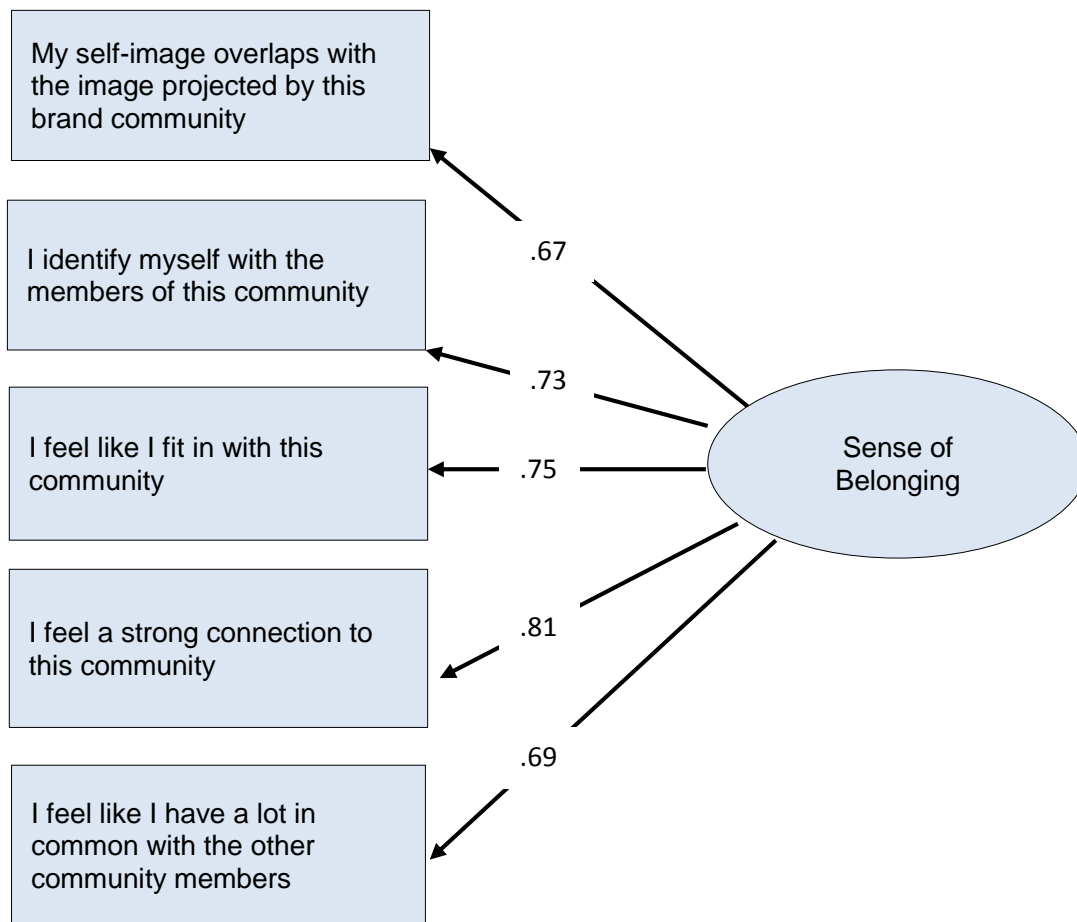 My self-image overlaps with
the image projected by this
brand community
.67
I identify myself with the
members of this community
.73
I feel like I fit in with this
community
.75
Sense of
Belonging
I feel a strong connection to
this community
.81
.69
I feel like I have a lot in
common with the other
community members